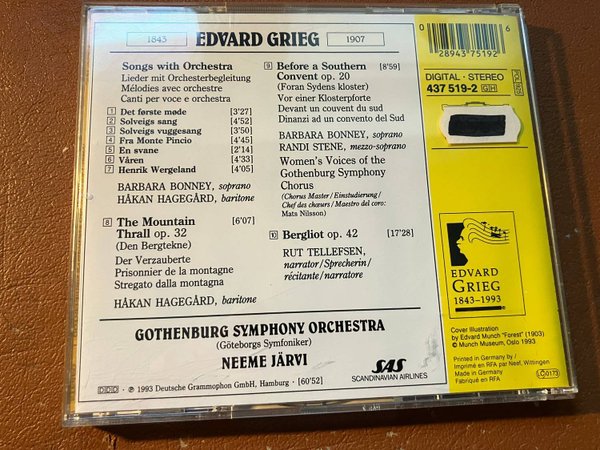 1843 EDVARD GRIEG 1907
Songs with Orchestra
Lieder mit Orchesterbegleitung
Mélodies avec orchestre
Canti per voce e orchestra
1 Det første møde [3'27]
2 Solveigs sang [4'52]
3 Solveigs vuggesang [3'50]
4 Fra Monte Pincio [4'45]
5 En svane [2'14]
6 Våren [4'33]
7 Henrik Wergeland [4'05]
BARBARA BONNEY, soprano
HÅKAN HAGEGÅRD, baritone
8 The Mountain [6'07]
Thrall op. 32
(Den Bergtekne)
Der Verzauberte
Prisonnier de la montagne
Stregato dalla montagna
HÅKAN HAGEGÅRD, baritone
9 Before a Southern [8'59]
Convent op. 20
(Foran Sydens kloster)
Vor einer Klosterpforte
Devant un couvent du sud
Dinanzi ad un convento del Sud
BARBARA BONNEY, soprano
RANDI STENE, mezzo-soprano
Women's Voices of the
Gothenburg Symphony
Chorus
(Chorus Master/Einstudierung/
Chef des chœurs/Maestro del coro:
Mats Nilsson)
10 Bergliot op. 42 [17'28]
RUT TELLEFSEN,
narrator/Sprecherin/
récitante/narratore
GOTHENBURG SYMPHONY ORCHESTRA
(Göteborgs Symfoniker)
NEEME JÄRVI
SAS
SCANDINAVIAN AIRLINES
DDD · ℗ 1993 Deutsche Grammophon GmbH, Hamburg · [60'52]
0 28943 75192 6
DIGITAL · STEREO
437 519-2 GH
EDVARD
GRIEG
1843–1993
Cover Illustration
by Edvard Munch "Forest" (1903)
© Munch Museum, Oslo 1993
Printed in Germany by/
Imprimé en RFA par Neef, Wittingen
Made in Germany
Fabriqué en RFA
LC0173